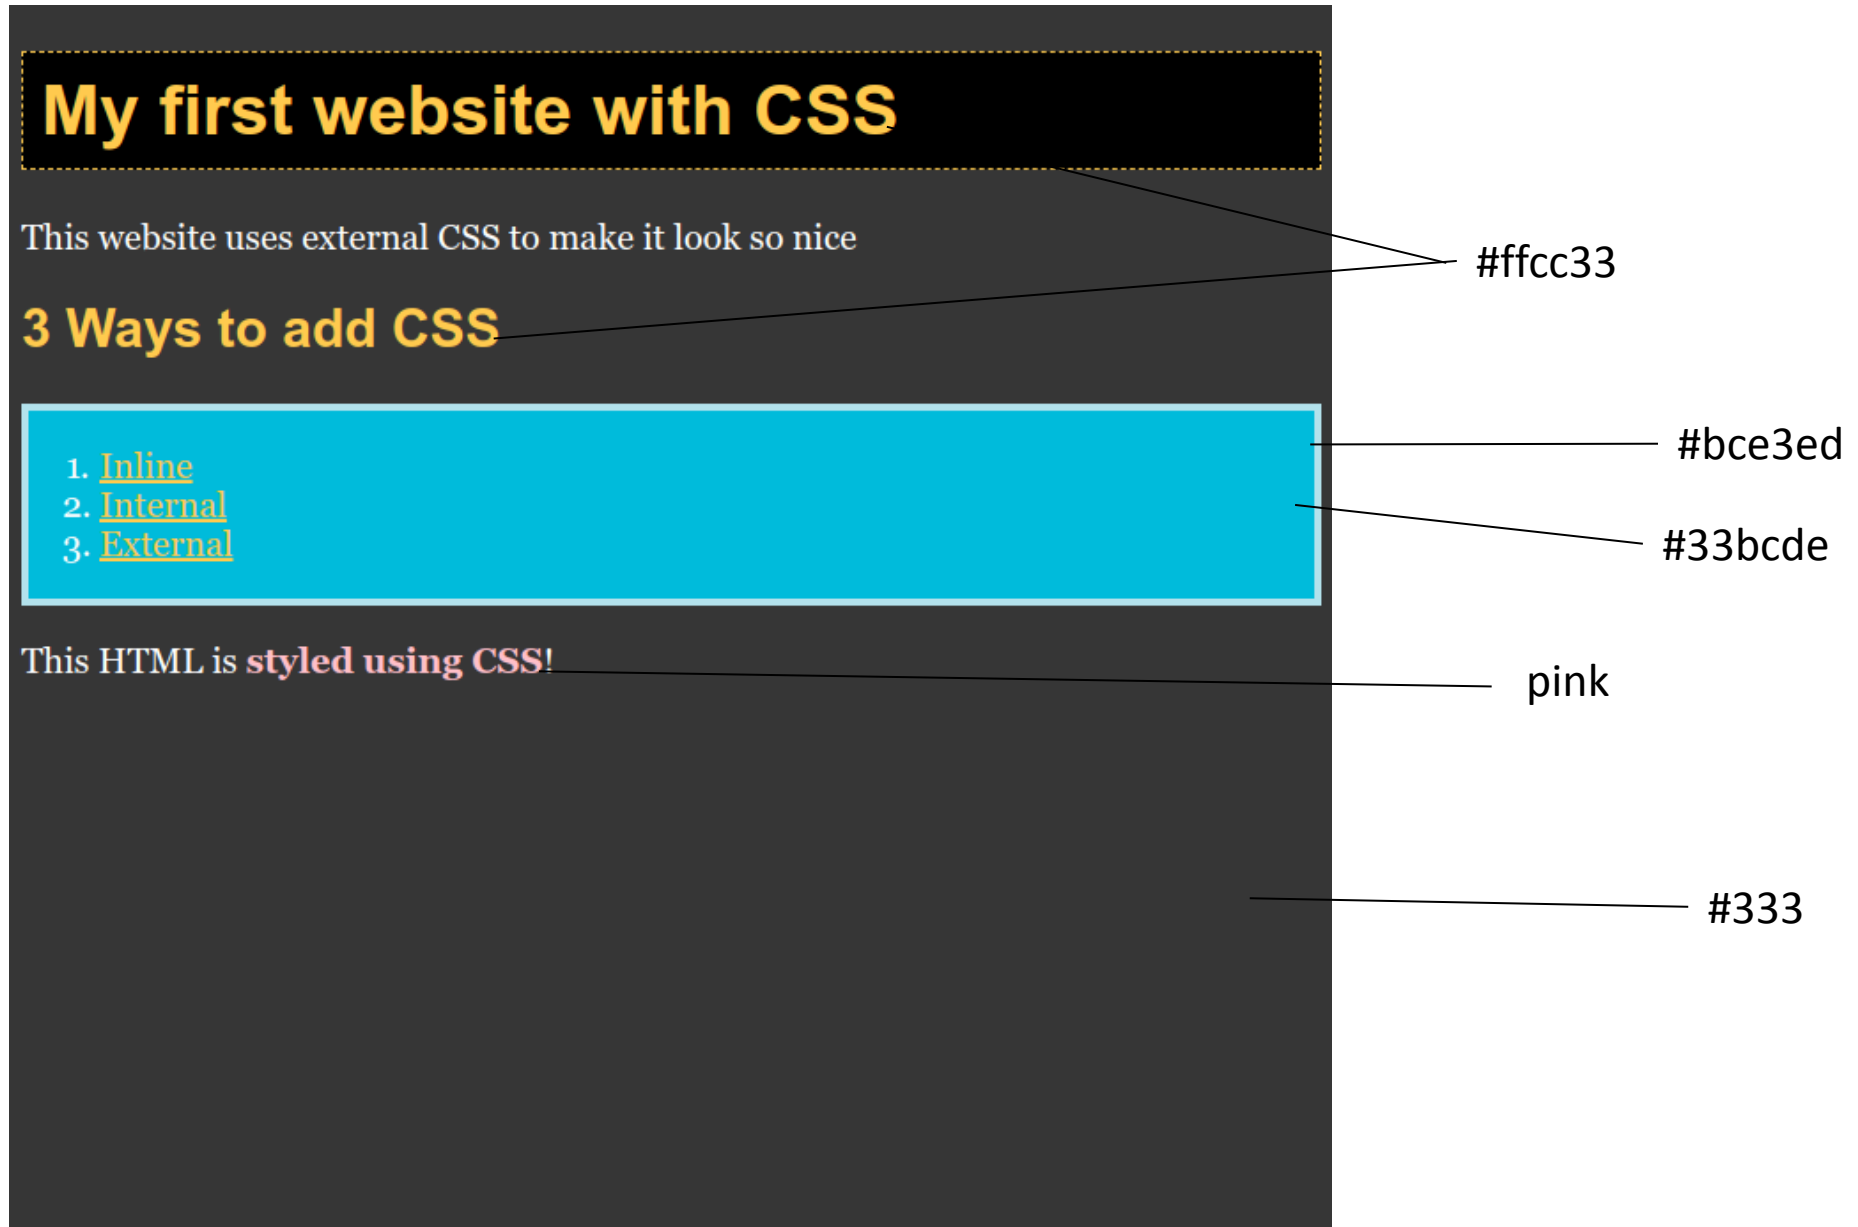 My first website with CSS
This website uses external CSS to make it look so nice
#ffcc33
3 Ways to add CSS
#bce3ed
1. Inline
2. Internal
3. External
#33bcde
This HTML is styled using CSS!
pink
#333